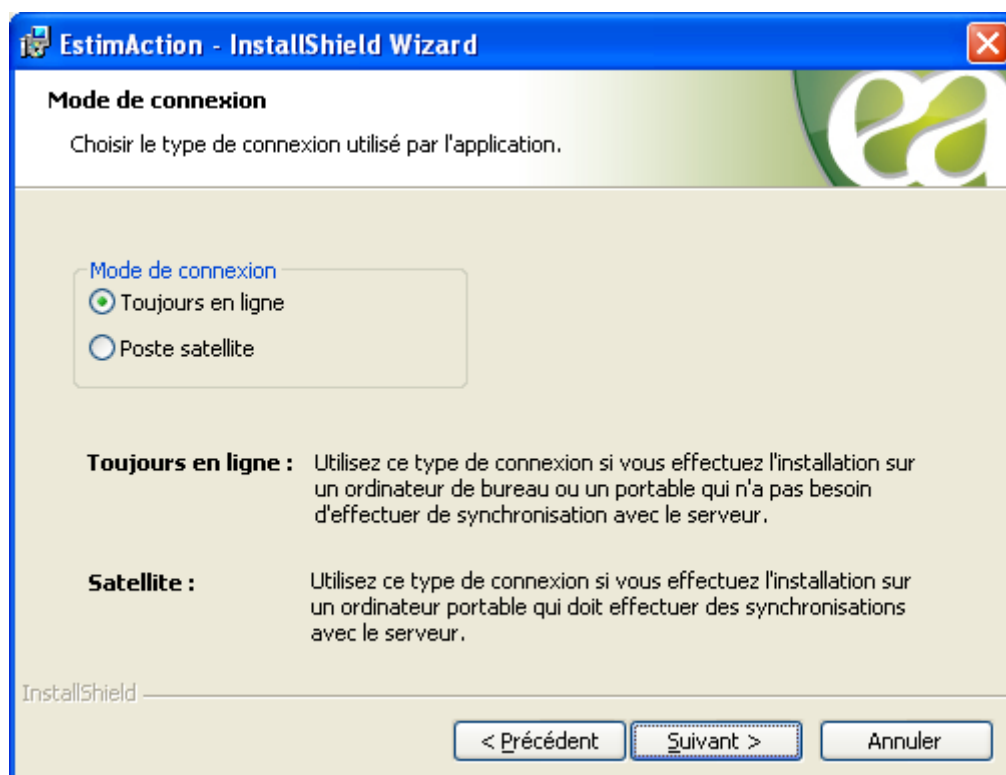 EstimAction - InstallShield Wizard
Mode de connexion
Choisir le type de connexion utilisé par l'application.
ea
Mode de connexion
Toujours en ligne
Poste satellite
Toujours en ligne : Utilisez ce type de connexion si vous effectuez l'installation sur
un ordinateur de bureau ou un portable qui n'a pas besoin
d'effectuer de synchronisation avec le serveur.
Satellite : Utilisez ce type de connexion si vous effectuez l'installation sur
un ordinateur portable qui doit effectuer des synchronisations
avec le serveur.
InstallShield
< Précédent Suivant > Annuler